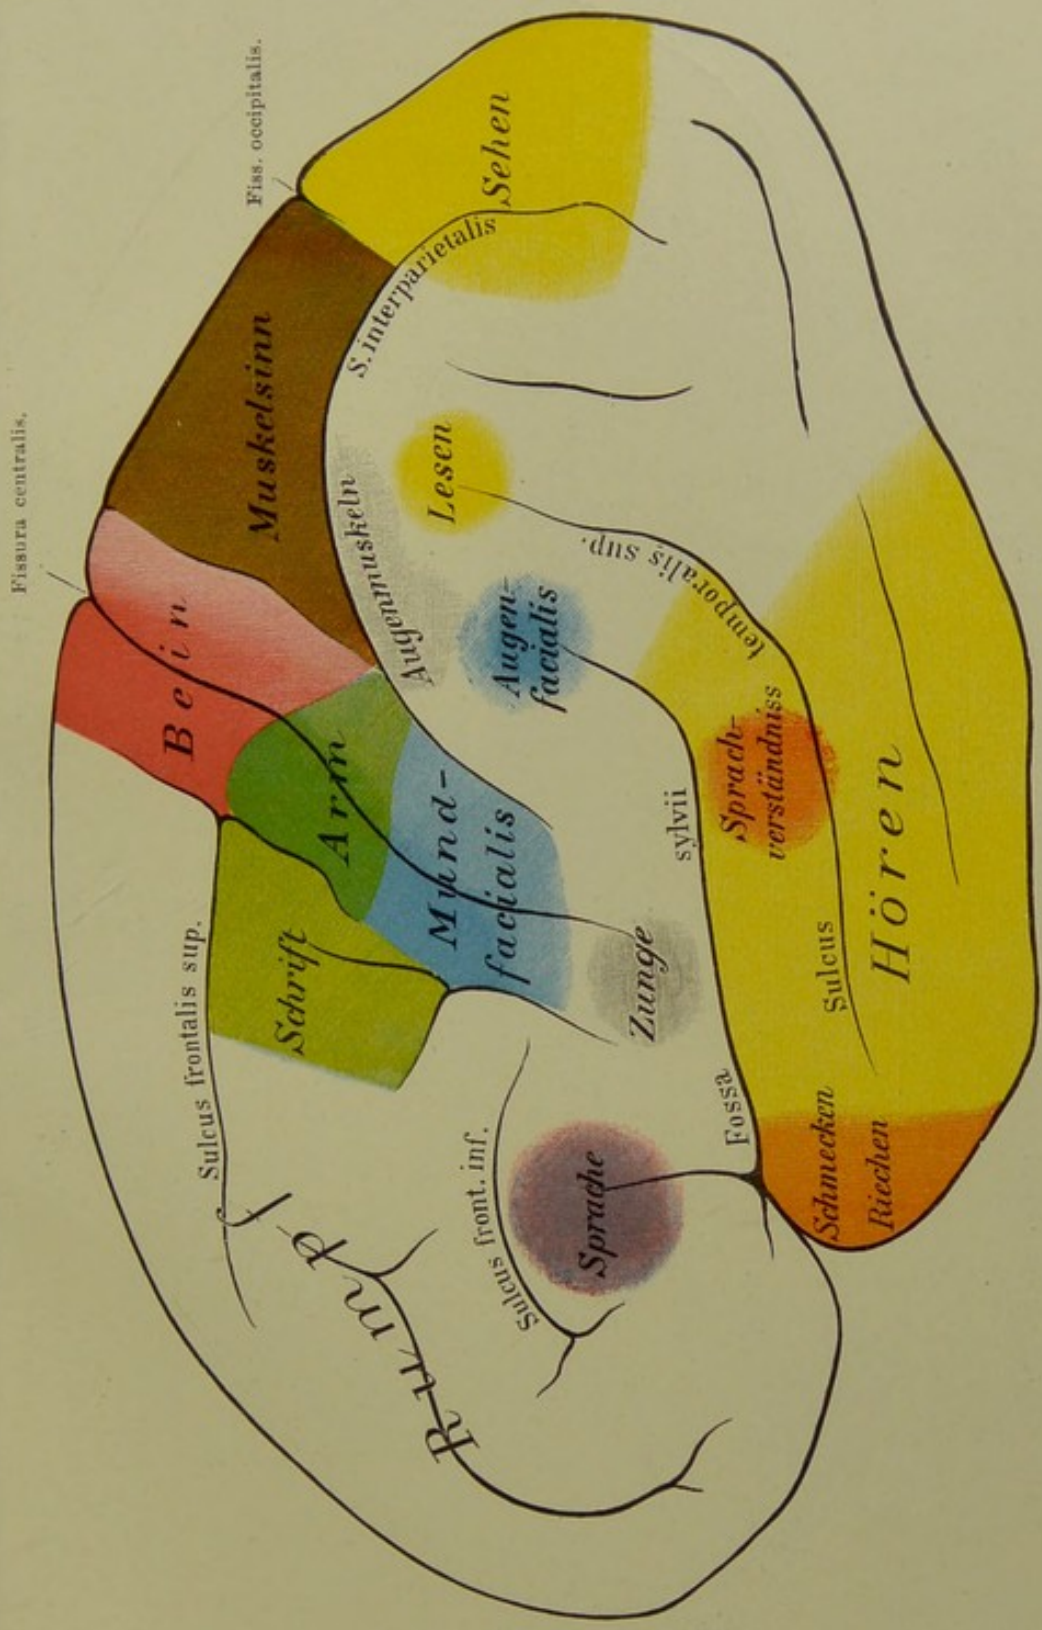 Fissura centralis.
Fiss. occipitalis.
Sulcus frontalis sup.
Bein
Muskelsinn
Arm
Schrift
Mund-
facialis
S. interparietalis
Sehen
Augenmuskeln
Lesen
Augen-
facialis
Rumpf
Sulcus front. inf.
Sprache
Zunge
Fossa sylvii
Sprach-
verständniss
Sulcus temporalis sup.
Hören
Schmecken
Riechen